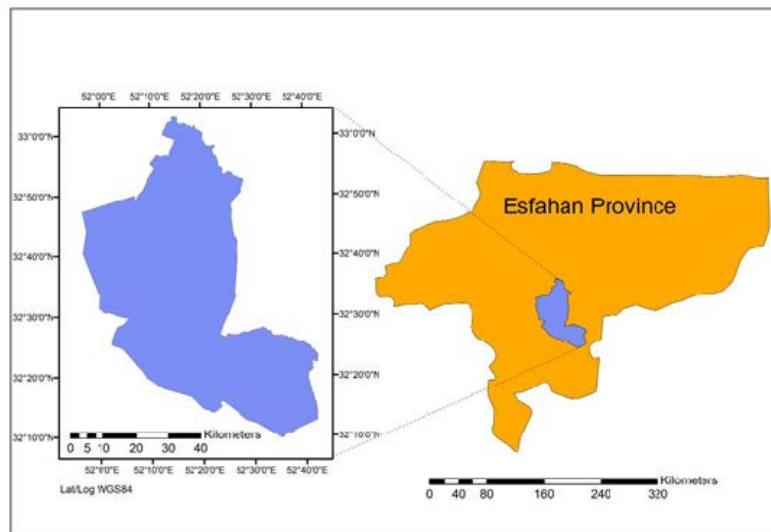 52°0'0"E 52°10'0"E 52°20'0"E 52°30'0"E 52°40'0"E
33°0'0"N
32°50'0"N
32°40'0"N
32°30'0"N
32°20'0"N
32°10'0"N
33°0'0"N
32°50'0"N
32°40'0"N
32°30'0"N
32°20'0"N
32°10'0"N
Kilometers
0 5 10 20 30 40
52°0'0"E 52°10'0"E 52°20'0"E 52°30'0"E 52°40'0"E
Lat/Log WGS84
Esfahan Province
Kilometers
0 20 40 80 160 240 320